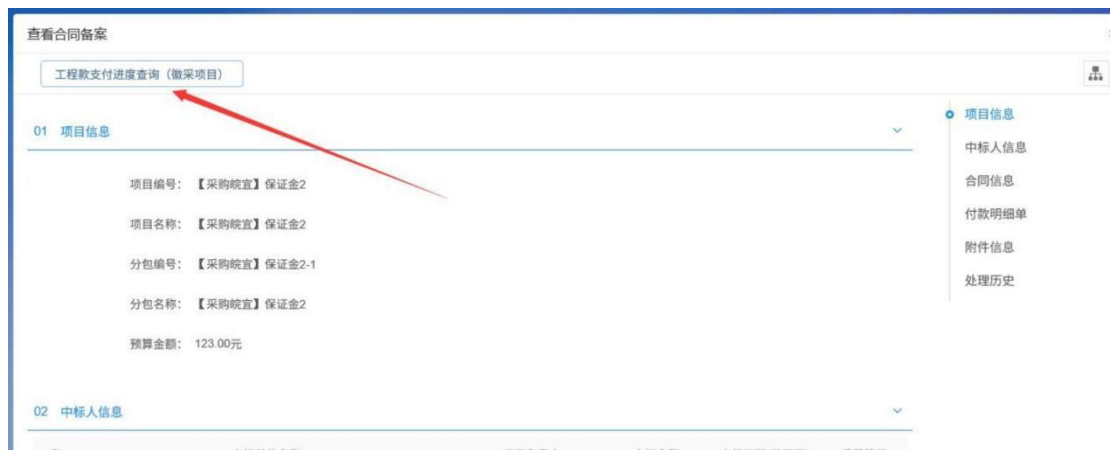 查看合同备案
工程款支付进度查询（徽采项目）
01 项目信息
项目编号： 【采购皖宜】保证金2
项目名称： 【采购皖宜】保证金2
分包编号： 【采购皖宜】保证金2-1
分包名称： 【采购皖宜】保证金2
预算金额： 123.00元
02 中标人信息
项目信息
中标人信息
合同信息
付款明细单
附件信息
处理历史